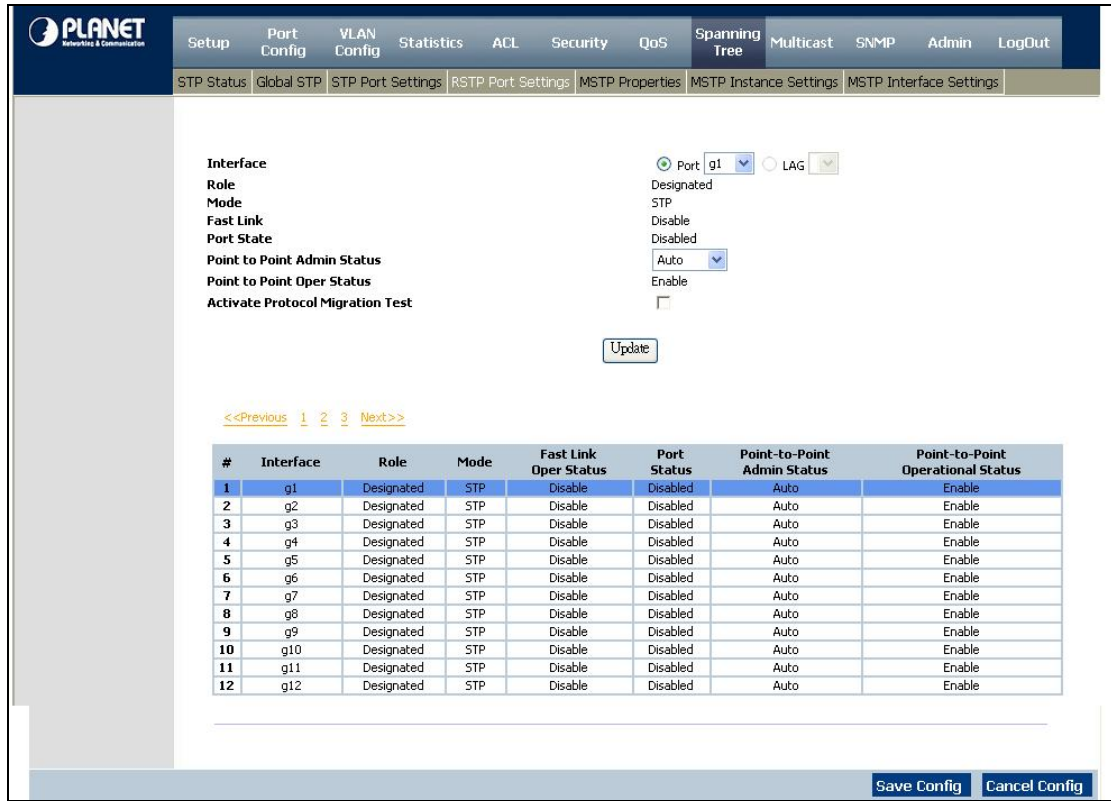 PLANET
Networking & Communication
Setup Port Config VLAN Config Statistics ACL Security QoS Spanning Tree Multicast SNMP Admin LogOut
STP Status Global STP STP Port Settings RSTP Port Settings MSTP Properties MSTP Instance Settings MSTP Interface Settings
Interface Port g1 LAG
Role Designated
Mode STP
Fast Link Disable
Port State Disabled
Point to Point Admin Status Auto
Point to Point Oper Status Enable
Activate Protocol Migration Test
Update
<<Previous 1 2 3 Next>>
# Interface Role Mode Fast Link Oper Status Port Status Point-to-Point Admin Status Point-to-Point Operational Status
1 g1 Designated STP Disable Disabled Auto Enable
2 g2 Designated STP Disable Disabled Auto Enable
3 g3 Designated STP Disable Disabled Auto Enable
4 g4 Designated STP Disable Disabled Auto Enable
5 g5 Designated STP Disable Disabled Auto Enable
6 g6 Designated STP Disable Disabled Auto Enable
7 g7 Designated STP Disable Disabled Auto Enable
8 g8 Designated STP Disable Disabled Auto Enable
9 g9 Designated STP Disable Disabled Auto Enable
10 g10 Designated STP Disable Disabled Auto Enable
11 g11 Designated STP Disable Disabled Auto Enable
12 g12 Designated STP Disable Disabled Auto Enable
Save Config Cancel Config